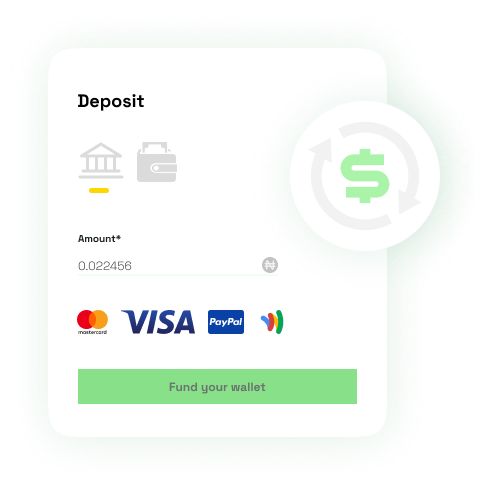 Deposit
$
Amount*
0.022456 ₦
mastercard VISA PayPal
Fund your wallet